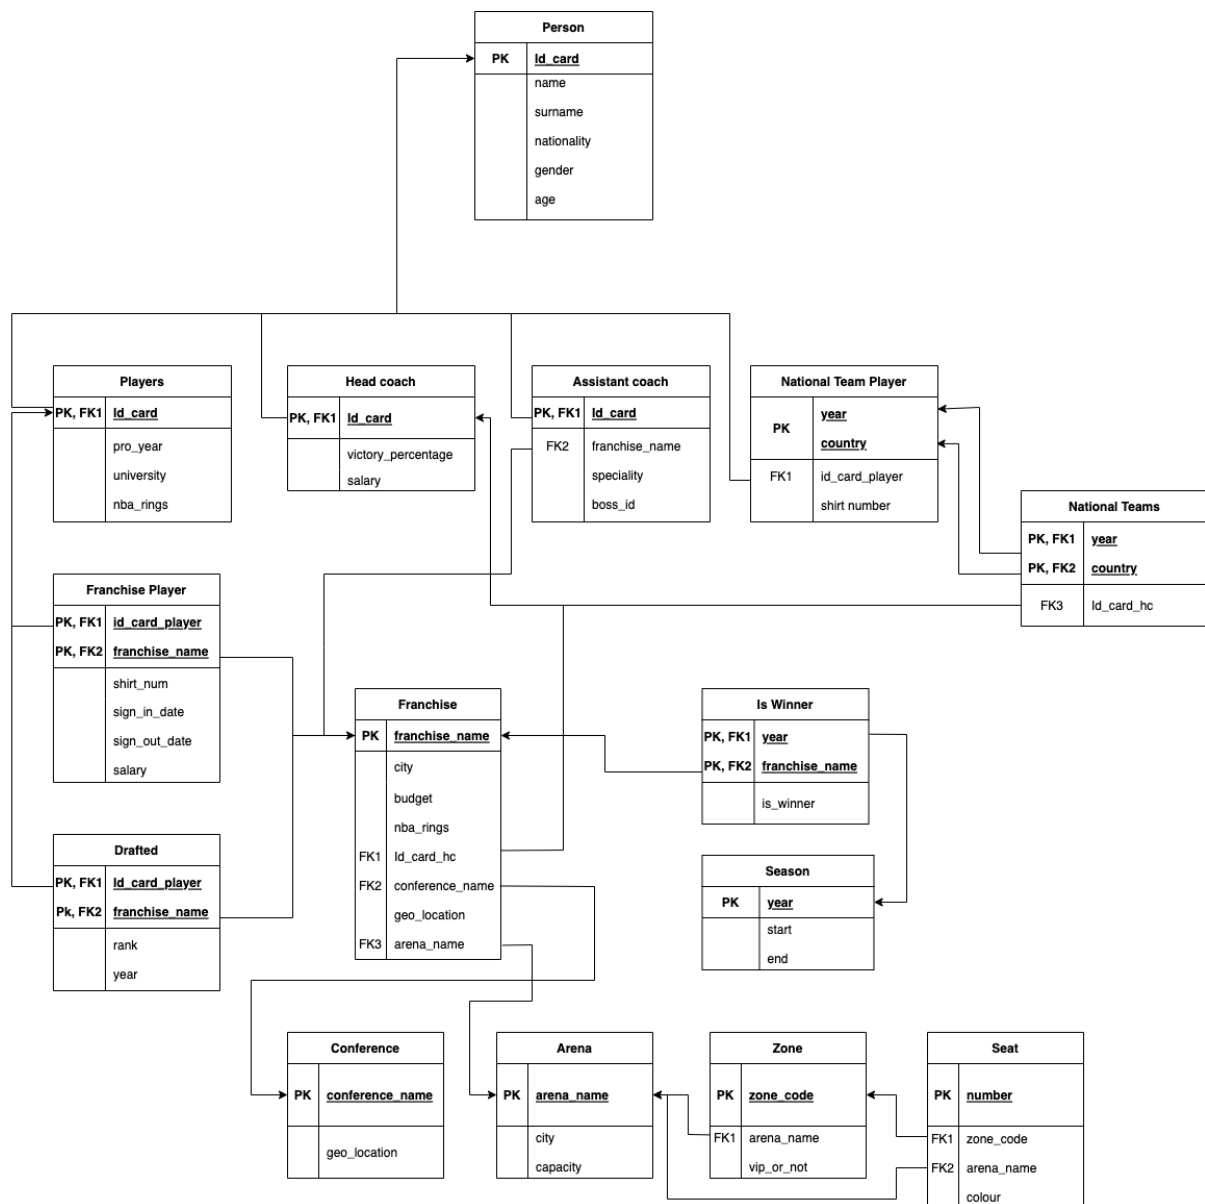 Person
PK Id_card
name
surname
nationality
gender
age
Players
PK, FK1 Id_card
pro_year
university
nba_rings
Head coach
PK, FK1 Id_card
victory_percentage
salary
Assistant coach
PK, FK1 Id_card
FK2 franchise_name
speciality
boss_id
National Team Player
year
PK
country
FK1 id_card_player
shirt number
National Teams
PK, FK1 year
PK, FK2 country
FK3 Id_card_hc
Franchise Player
PK, FK1 id_card_player
PK, FK2 franchise_name
shirt_num
sign_in_date
sign_out_date
salary
Franchise
PK franchise_name
city
budget
nba_rings
FK1 Id_card_hc
FK2 conference_name
geo_location
FK3 arena_name
Is Winner
PK, FK1 year
PK, FK2 franchise_name
is_winner
Drafted
PK, FK1 Id_card_player
Pk, FK2 franchise_name
rank
year
Season
PK year
start
end
Conference
PK conference_name
geo_location
Arena
PK arena_name
city
capacity
Zone
PK zone_code
FK1 arena_name
vip_or_not
Seat
PK number
FK1 zone_code
FK2 arena_name
colour